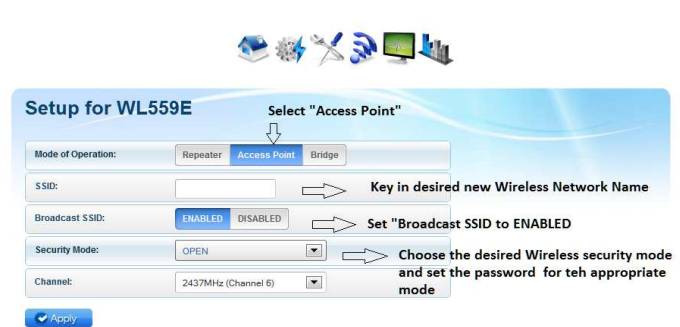 Setup for WL559E
Select "Access Point"
Mode of Operation: Repeater Access Point Bridge
SSID: Key in desired new Wireless Network Name
Broadcast SSID: ENABLED DISABLED Set "Broadcast SSID to ENABLED
Security Mode: OPEN Choose the desired Wireless security mode
and set the password for teh appropriate
mode
Channel: 2437MHz (Channel 6)
Apply